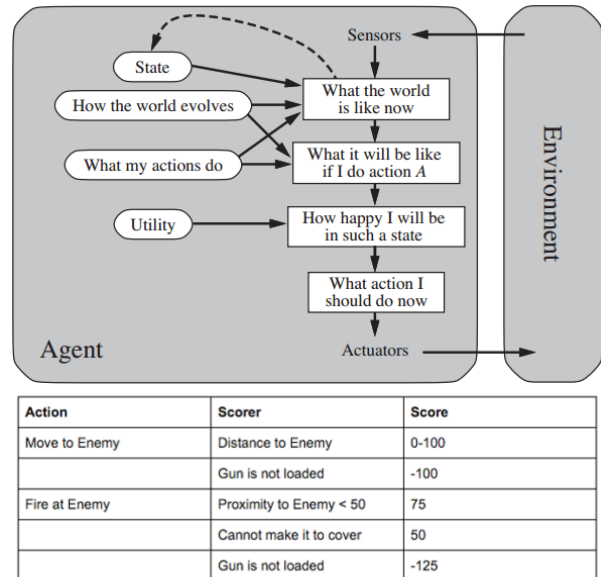 Sensors
State
What the world
is like now
How the world evolves
What my actions do
What it will be like
if I do action A
Utility
How happy I will be
in such a state
What action I
should do now
Agent
Actuators
Environment
Action Scorer Score
Move to Enemy Distance to Enemy 0-100
Gun is not loaded -100
Fire at Enemy Proximity to Enemy < 50 75
Cannot make it to cover 50
Gun is not loaded -125